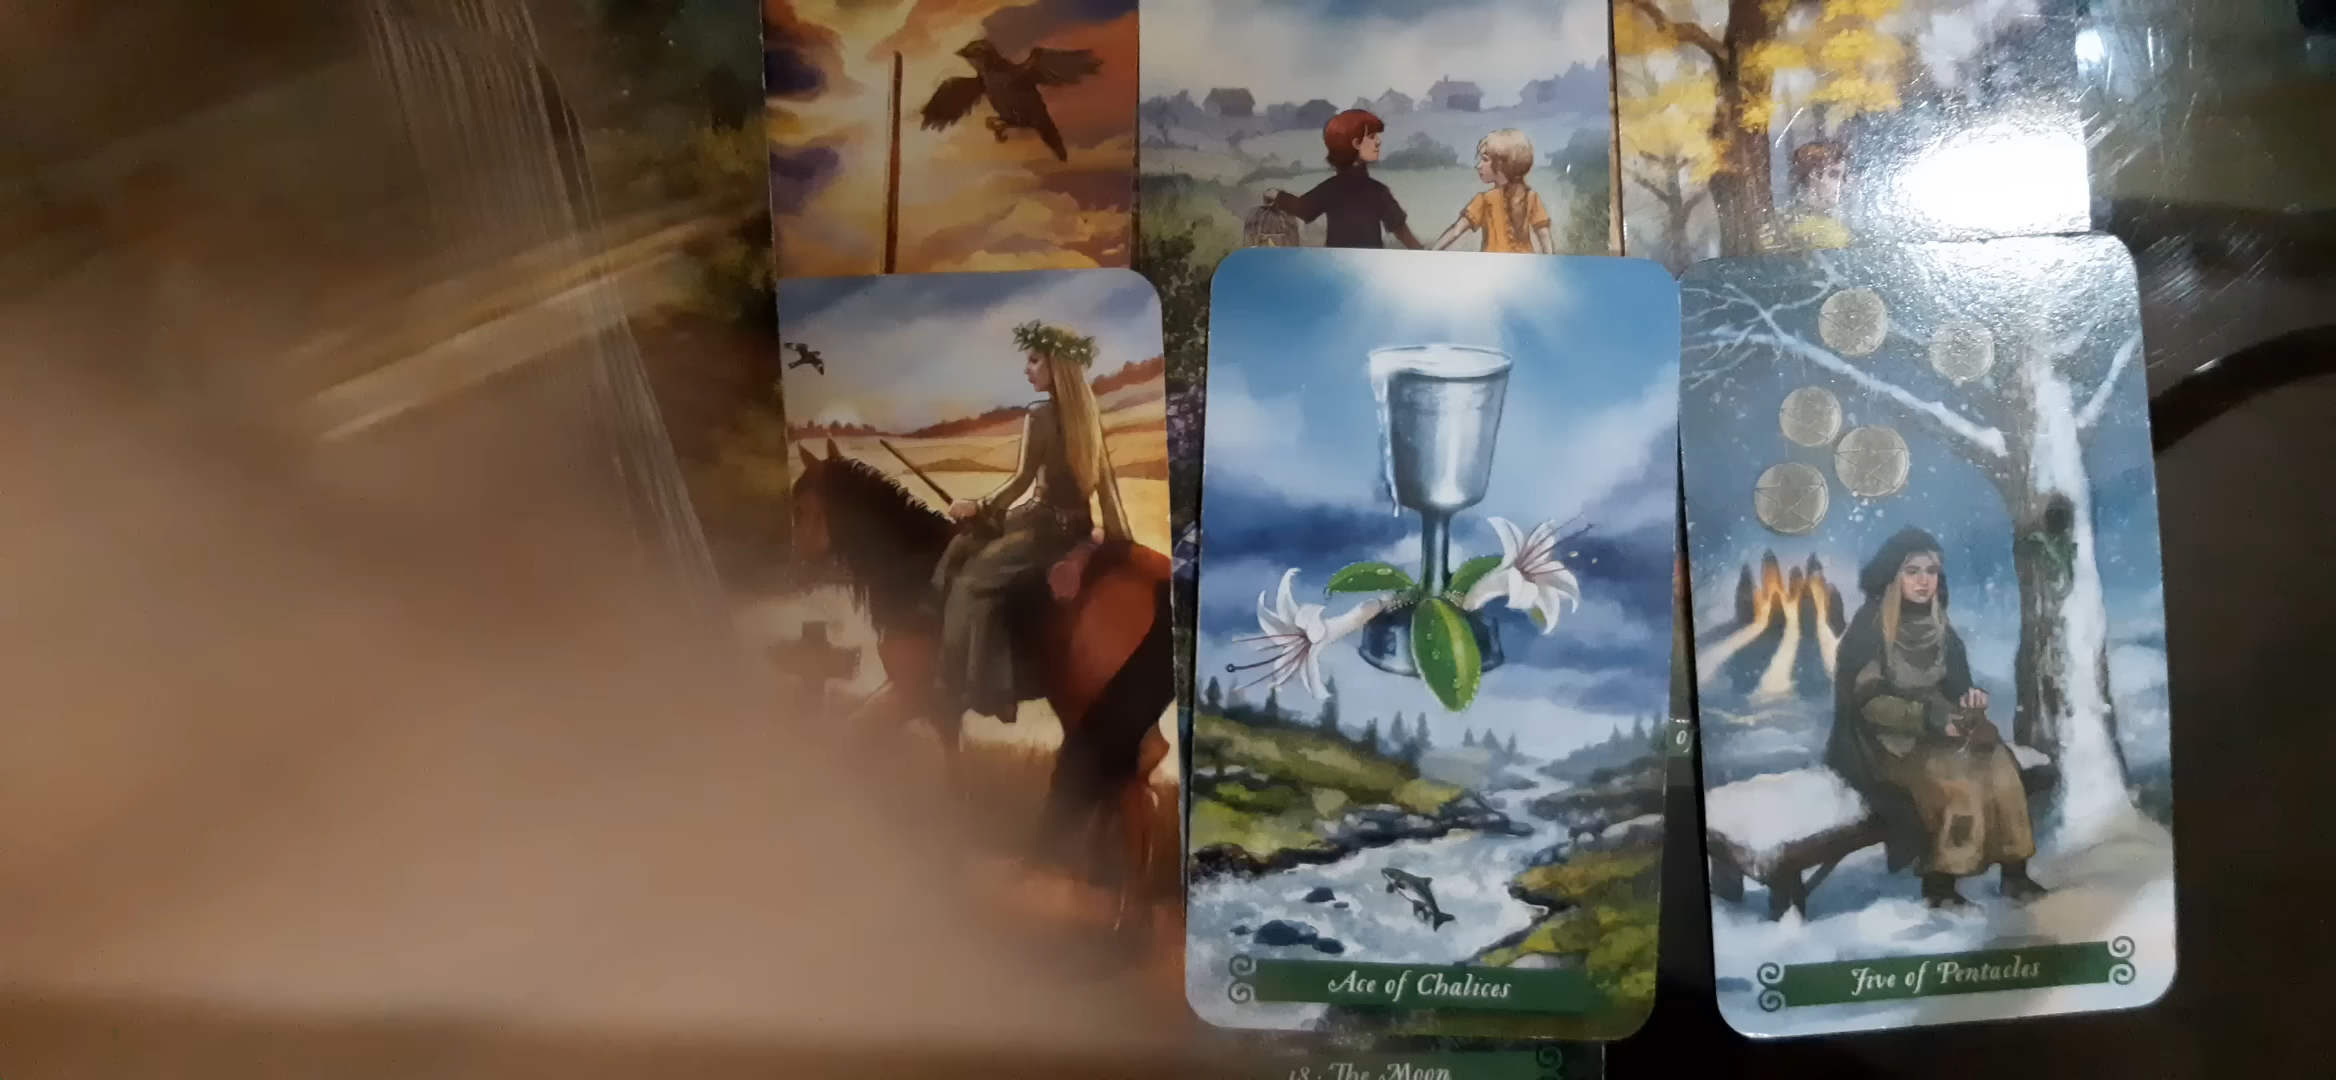 Ace of Chalices
Five of Pentacles
18. The Moon